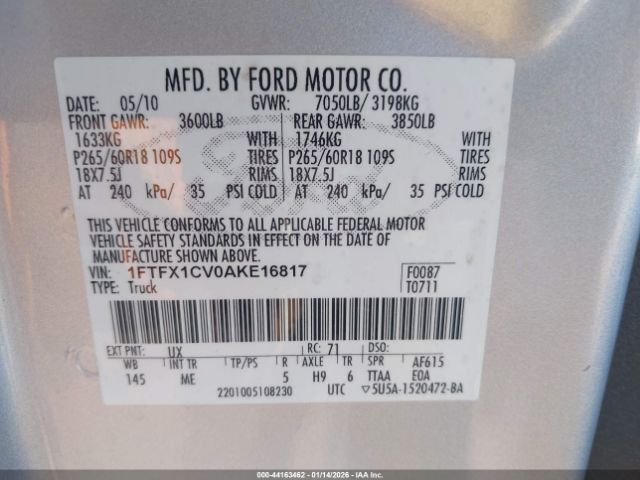 MFD. BY FORD MOTOR CO.
DATE: 05/10 GVWR: 7050LB/ 3198KG
FRONT GAWR: 3600LB REAR GAWR: 3850LB
1633KG WITH 1746KG WITH
P265/60R18 109S TIRES P265/60R18 109S TIRES
18X7.5J RIMS 18X7.5J RIMS
AT 240 kPa/ 35 PSI COLD AT 240 kPa/ 35 PSI COLD
THIS VEHICLE CONFORMS TO ALL APPLICABLE FEDERAL MOTOR
VEHICLE SAFETY STANDARDS IN EFFECT ON THE DATE OF
MANUFACTURE SHOWN ABOVE.
VIN: 1FTFX1CV0AKE16817 F0087
TYPE: Truck T0711
EXT PNT: UX RC: 71 DSO:
WB INT TR TP/PS R AXLE TR SPR AF615
145 ME 5 H9 6 TTAA E0A
2201005108230 UTC ▽5U5A-1520472-BA
000-44163462 | 01/14/2026 - IAA Inc.